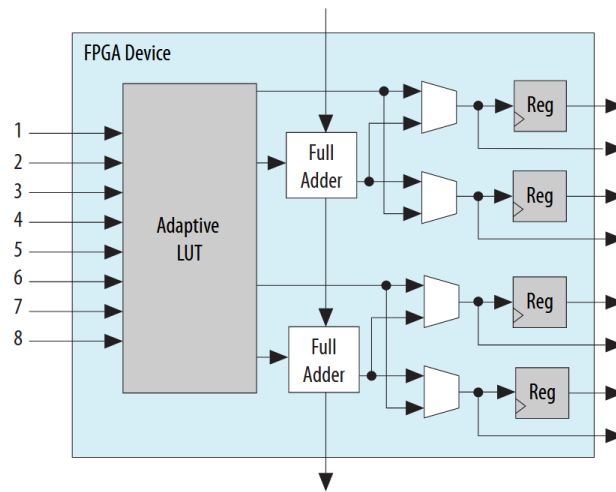 FPGA Device
1
2
3
4
5
6
7
8
Adaptive
LUT
Full
Adder
Full
Adder
Reg
Reg
Reg
Reg